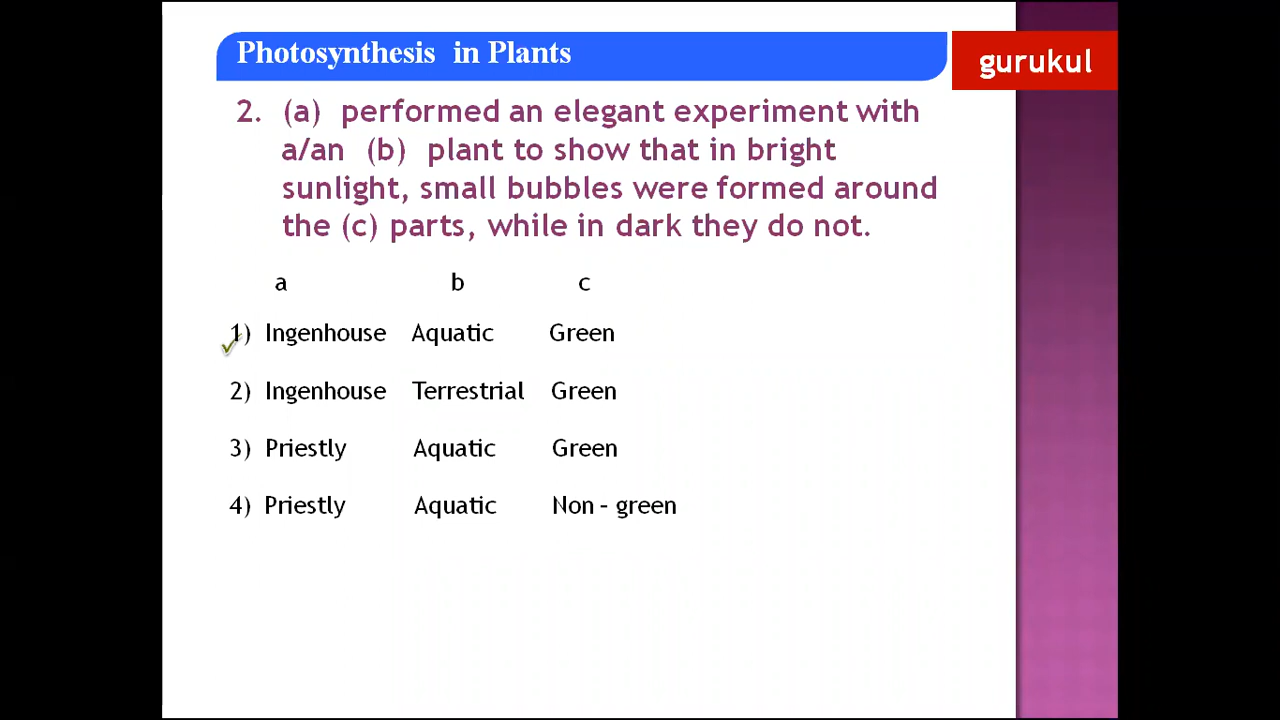 Photosynthesis in Plants
gurukul
2. (a) performed an elegant experiment with
a/an (b) plant to show that in bright
sunlight, small bubbles were formed around
the (c) parts, while in dark they do not.
a b c
1) Ingenhouse Aquatic Green
2) Ingenhouse Terrestrial Green
3) Priestly Aquatic Green
4) Priestly Aquatic Non - green